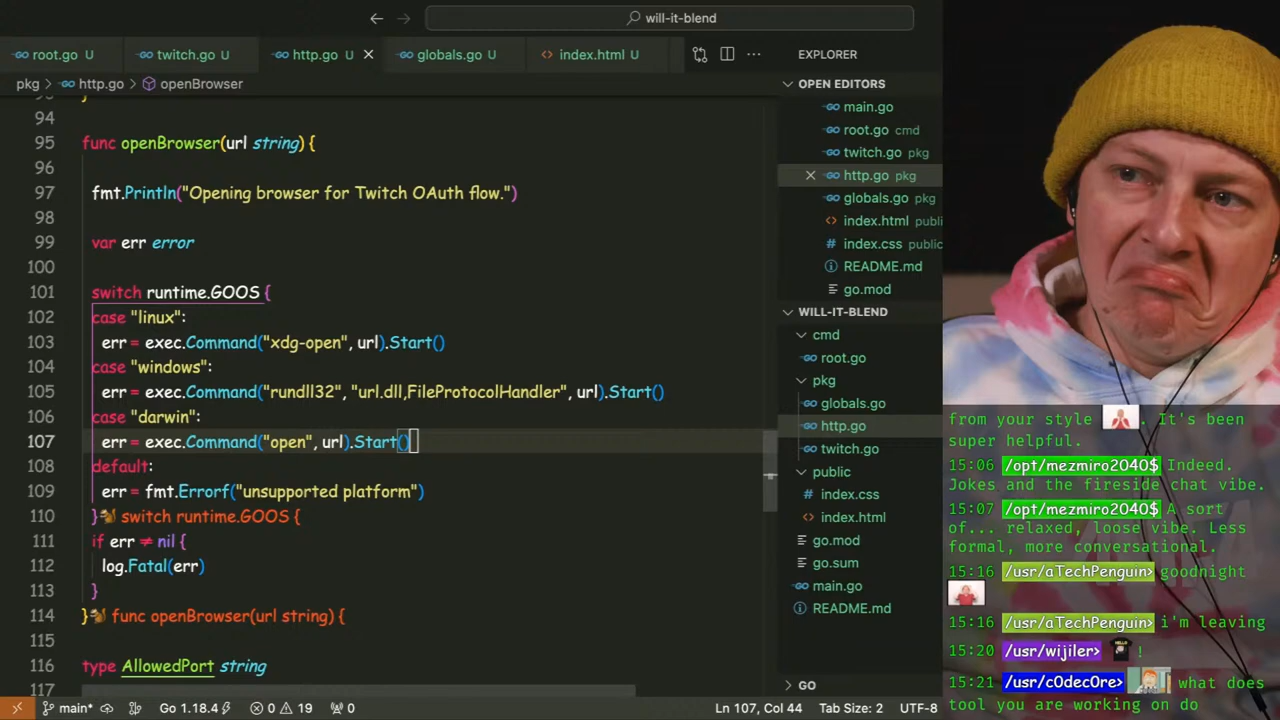 will-it-blend
root.go U
twitch.go U
http.go U
globals.go U
index.html U
pkg > http.go > openBrowser
94
95 func openBrowser(url string) {
96
97 fmt.Println("Opening browser for Twitch OAuth flow.")
98
99 var err error
100
101 switch runtime.GOOS {
102 case "linux":
103 err = exec.Command("xdg-open", url).Start()
104 case "windows":
105 err = exec.Command("rundll32", "url.dll,FileProtocolHandler", url).Start()
106 case "darwin":
107 err = exec.Command("open", url).Start()
108 default:
109 err = fmt.Errorf("unsupported platform")
110 } switch runtime.GOOS {
111 if err ≠ nil {
112 log.Fatal(err)
113 }
114 } func openBrowser(url string) {
115
116 type AllowedPort string
117
EXPLORER
OPEN EDITORS
main.go
root.go cmd
twitch.go pkg
http.go pkg
globals.go pkg
index.html public
index.css public
README.md
go.mod
WILL-IT-BLEND
cmd
root.go
pkg
globals.go
http.go
twitch.go
public
index.css
index.html
go.mod
go.sum
main.go
README.md
GO
main*
Go 1.18.4
0 19
0
Ln 107, Col 44
Tab Size: 2
UTF-8
from your style . It's been
super helpful.
15:06 /opt/mezmiro2040$ Indeed.
Jokes and the fireside chat vibe.
15:07 /opt/mezmiro2040$ A sort
of... relaxed, loose vibe. Less
formal, more conversational.
15:16 /usr/aTechPenguin> goodnight
15:16 /usr/aTechPenguin> i'm leaving
15:20 /usr/wijiler> !
15:21 /usr/c0dec0re> what does
tool you are working on do